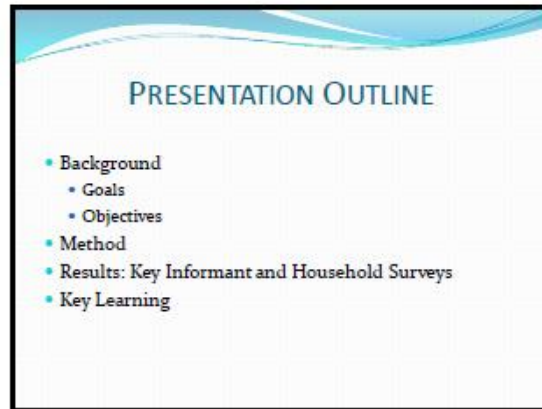 PRESENTATION OUTLINE
• Background
• Goals
• Objectives
• Method
• Results: Key Informant and Household Surveys
• Key Learning